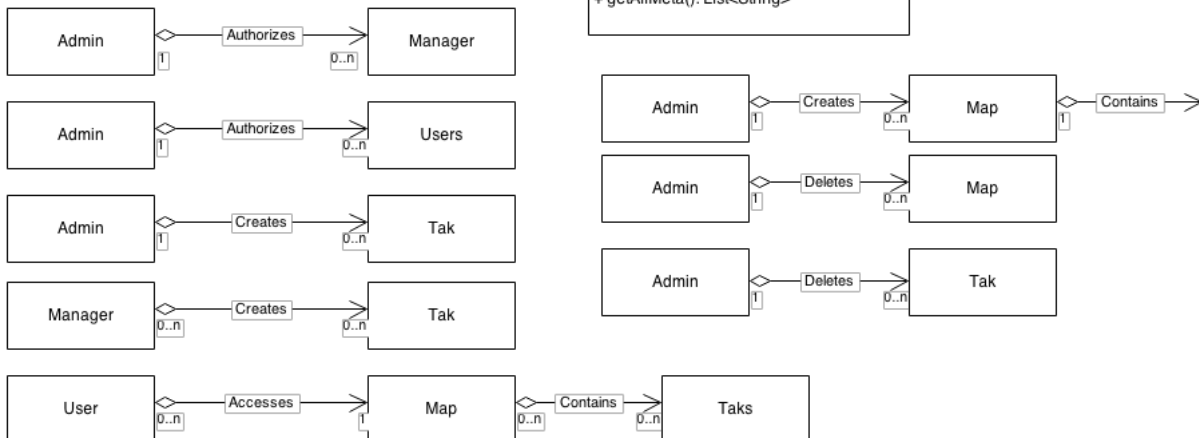 + getAllMeta(): List<String>
Admin Authorizes Manager
1 0..n
Admin Authorizes Users
1 0..n
Admin Creates Tak
1 0..n
Manager Creates Tak
0..n 0..n
User Accesses Map Contains Taks
0..n 1 0..n 0..n
Admin Creates Map Contains
1 0..n 1
Admin Deletes Map
1 0..n
Admin Deletes Tak
1 0..n